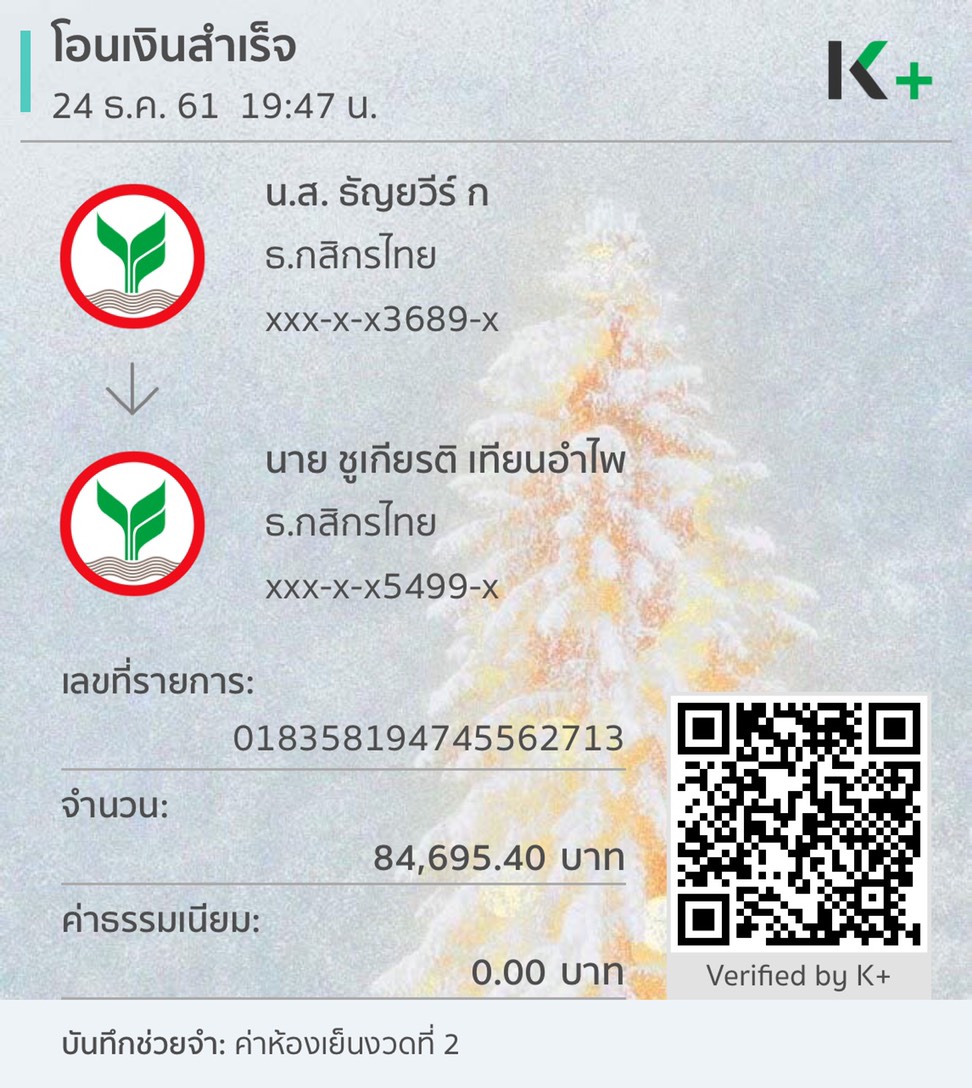 โอนเงินสำเร็จ
24 ธ.ค. 61 19:47 น.
K+
น.ส. ธัญยวีร์ ก
ธ.กสิกรไทย
xxx-x-x3689-x
นาย ชูเกียรติ เทียนอำไพ
ธ.กสิกรไทย
xxx-x-x5499-x
เลขที่รายการ:
018358194745562713
จำนวน:
84,695.40 บาท
ค่าธรรมเนียม:
0.00 บาท
Verified by K+
บันทึกช่วยจำ: ค่าห้องเย็นงวดที่ 2